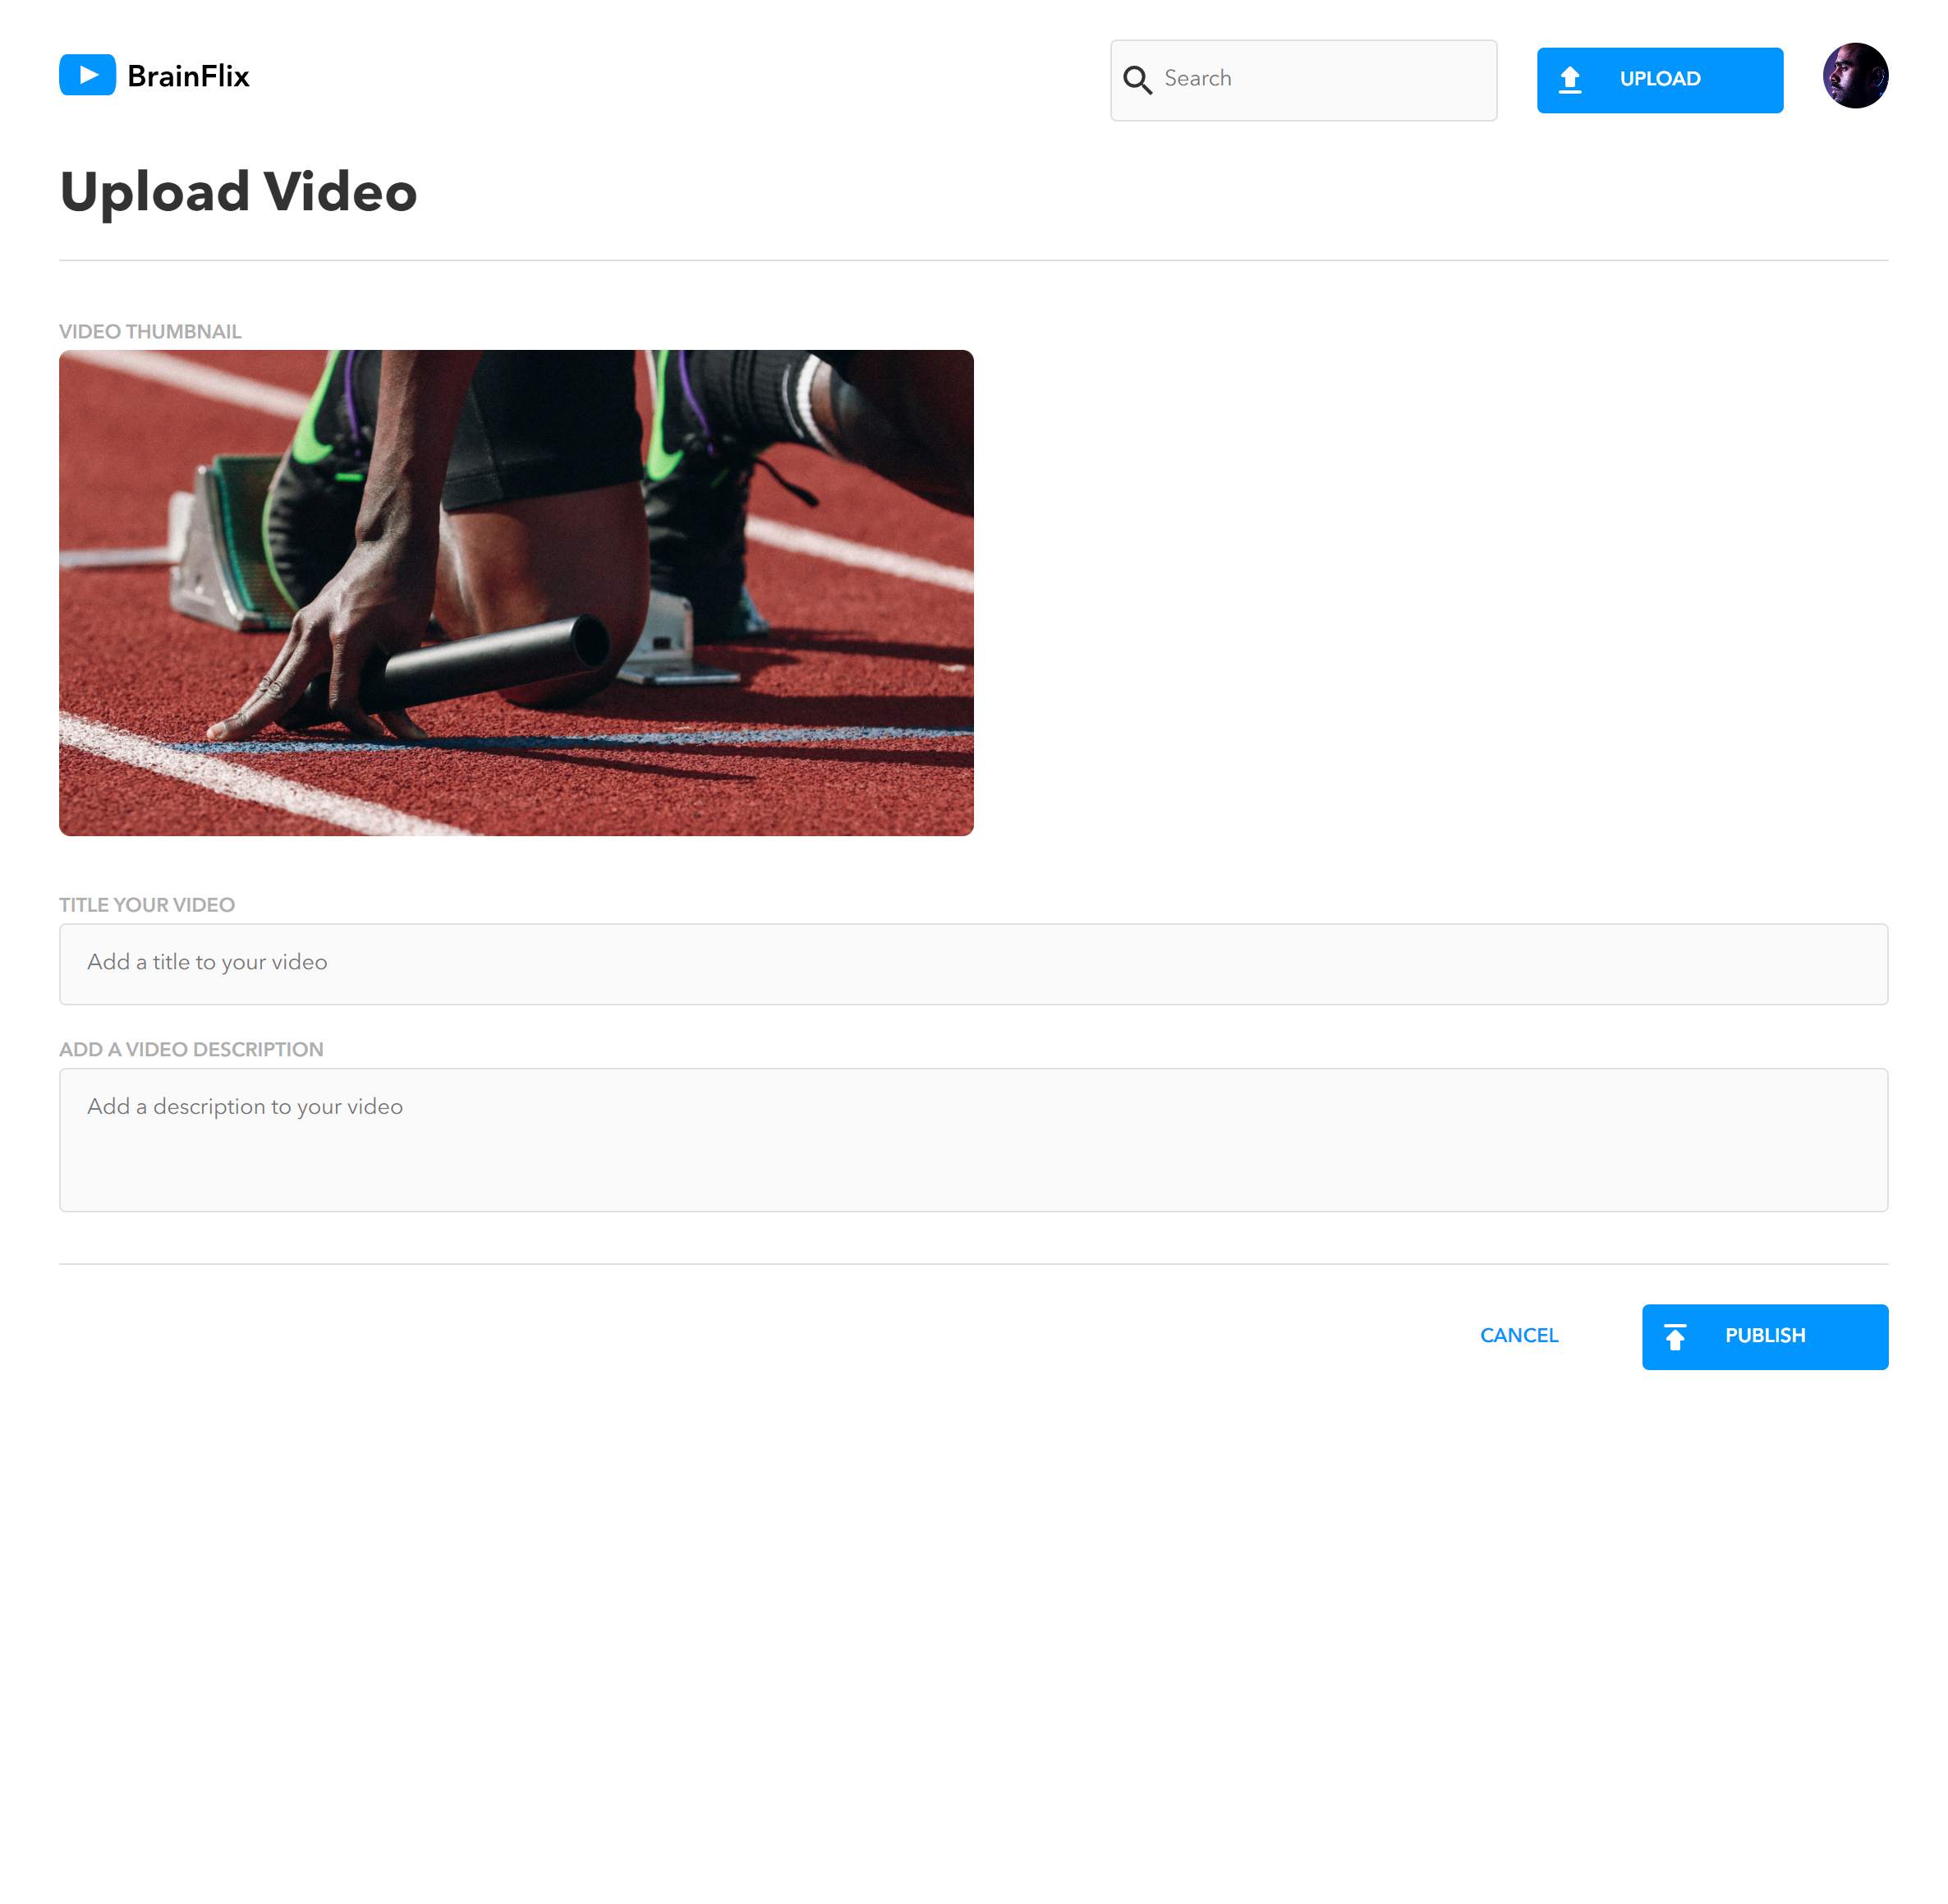 BrainFlix
Search
UPLOAD
Upload Video
VIDEO THUMBNAIL
TITLE YOUR VIDEO
Add a title to your video
ADD A VIDEO DESCRIPTION
Add a description to your video
CANCEL
PUBLISH